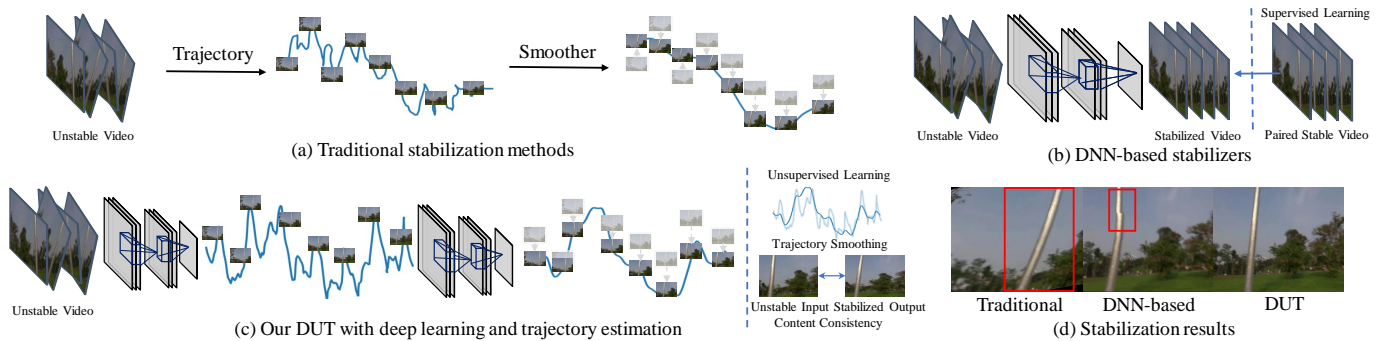 Trajectory
Smoother
Unstable Video
(a) Traditional stabilization methods
Supervised Learning
Unstable Video
Stabilized Video
Paired Stable Video
(b) DNN-based stabilizers
Unstable Video
(c) Our DUT with deep learning and trajectory estimation
Unsupervised Learning
Trajectory Smoothing
Unstable Input Stabilized Output
Content Consistency
Traditional
DNN-based
DUT
(d) Stabilization results